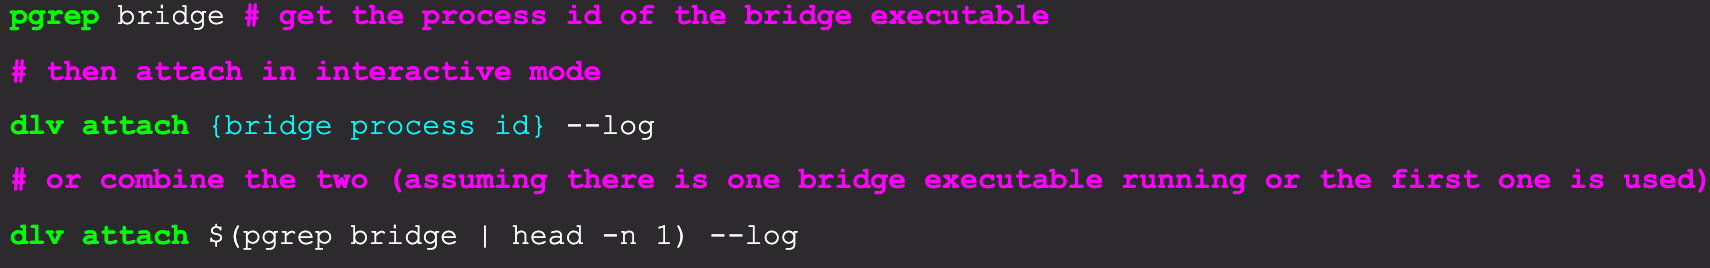 pgrep bridge # get the process id of the bridge executable
# then attach in interactive mode
dlv attach {bridge process id} --log
# or combine the two (assuming there is one bridge executable running or the first one is used)
dlv attach $(pgrep bridge | head -n 1) --log